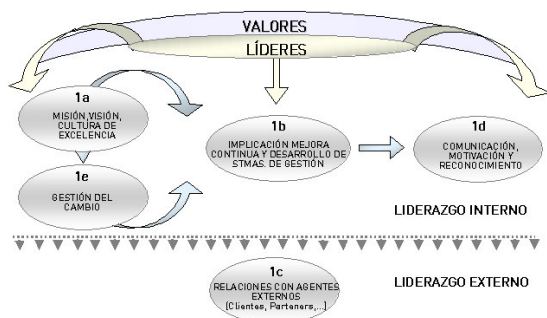 VALORES
LÍDERES
1a
MISIÓN,VISIÓN,
CULTURA DE
EXCELENCIA
1b
IMPLICACIÓN MEJORA
CONTINUA Y DESARROLLO DE
STMAS. DE GESTIÓN
1d
COMUNICACIÓN,
MOTIVACIÓN Y
RECONOCIMIENTO
1e
GESTIÓN DEL
CAMBIO
LIDERAZGO INTERNO
1c
RELACIONES CON AGENTES
EXTERNOS
(Clientes, Parteners,...)
LIDERAZGO EXTERNO